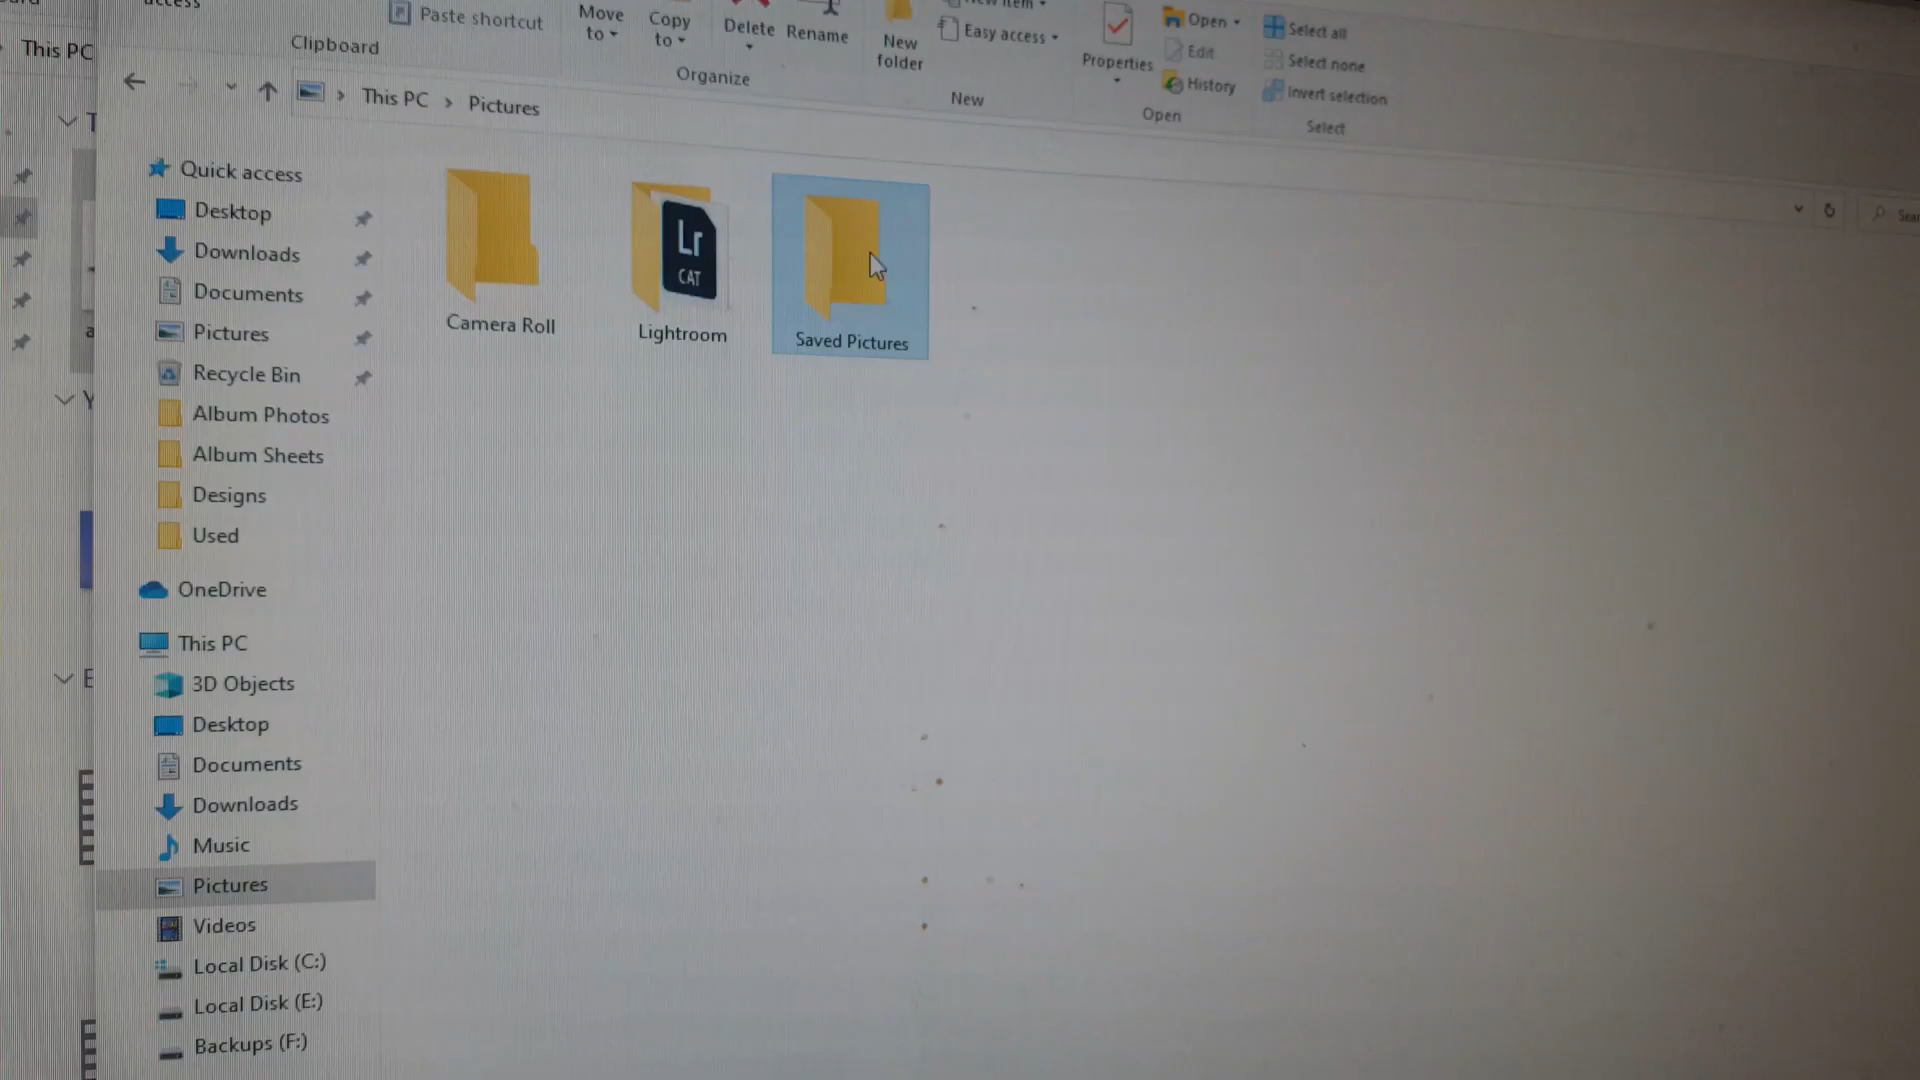 This PC
Paste shortcut
Clipboard
Move
to
Copy
to
Delete
Rename
Organize
New
folder
Easy access
New
Properties
Open
Edit
History
Open
Select all
Select none
Invert selection
Select
This PC > Pictures
Quick access
Desktop
Downloads
Documents
Pictures
Recycle Bin
Album Photos
Album Sheets
Designs
Used
OneDrive
This PC
3D Objects
Desktop
Documents
Downloads
Music
Pictures
Videos
Local Disk (C:)
Local Disk (E:)
Backups (F:)
Camera Roll
Lr
CAT
Lightroom
Saved Pictures